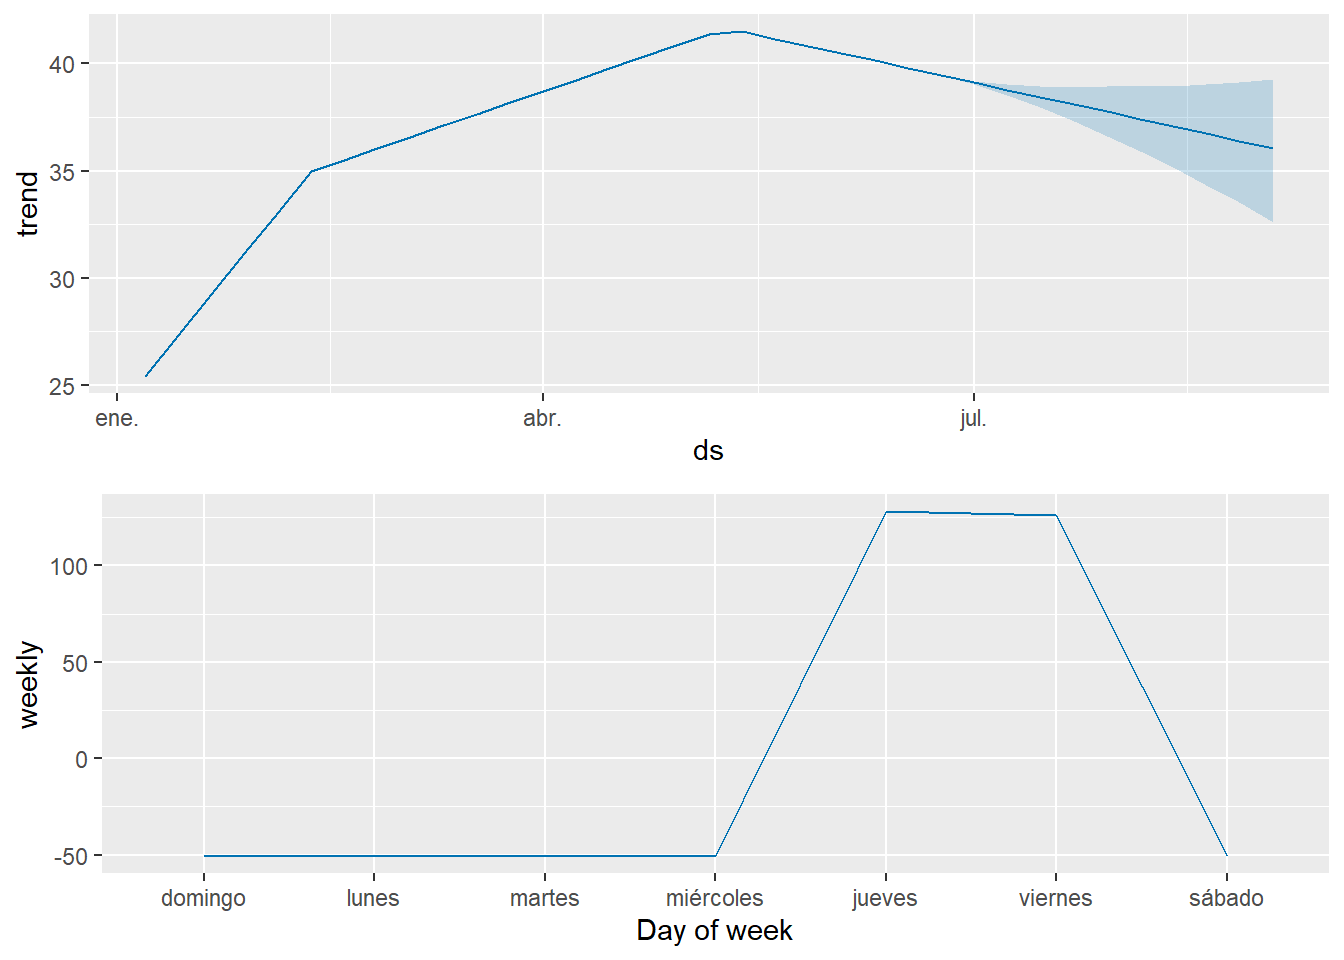 40
35
30
25
trend
ene. abr. jul.
ds
100
50
0
-50
weekly
domingo lunes martes miércoles jueves viernes sábado
Day of week